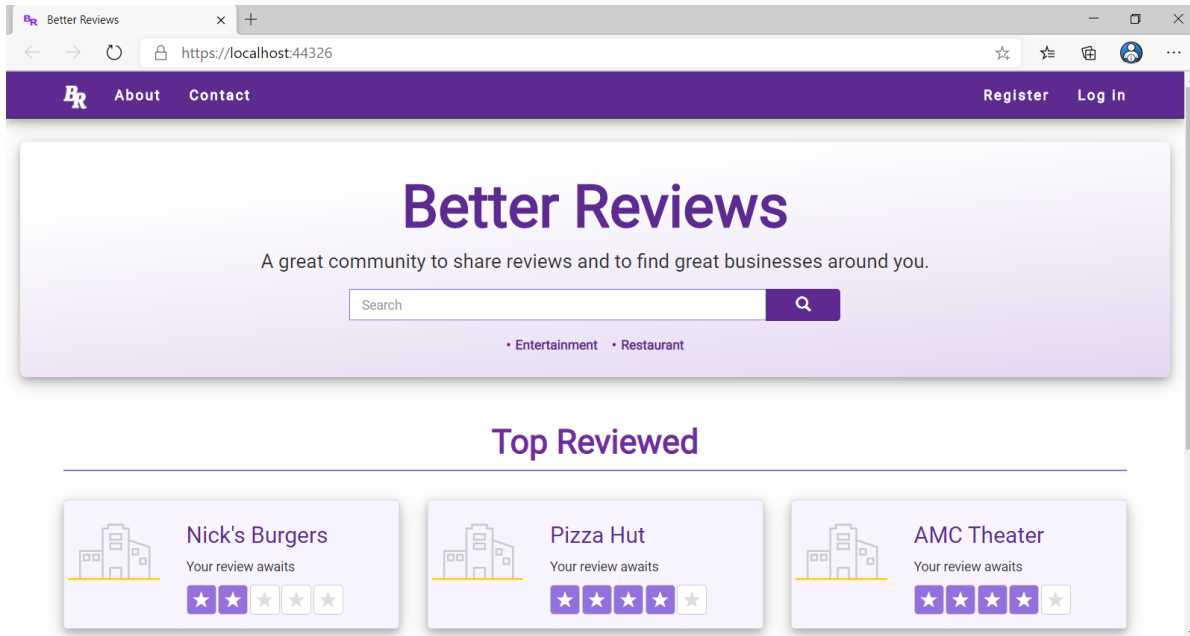 BR Better Reviews
https://localhost:44326
BR About Contact Register Log in
Better Reviews
A great community to share reviews and to find great businesses around you.
Search
• Entertainment • Restaurant
Top Reviewed
Nick's Burgers
Your review awaits
Pizza Hut
Your review awaits
AMC Theater
Your review awaits